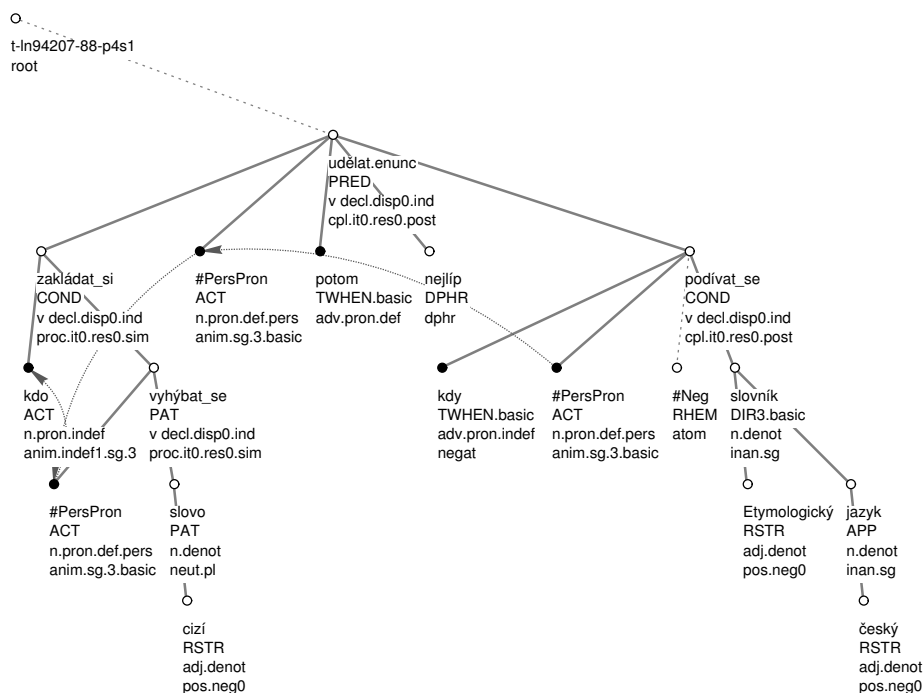 t-ln94207-88-p4s1
root
udělat.enunc
PRED
v decl.disp0.ind
cpl.it0.res0.post
zakládat_si
COND
v decl.disp0.ind
proc.it0.res0.sim
#PersPron
ACT
n.pron.def.pers
anim.sg.3.basic
potom
TWHEN.basic
adv.pron.def
nejlíp
DPHR
dphr
podívat_se
COND
v decl.disp0.ind
cpl.it0.res0.post
kdo
ACT
n.pron.indef
anim.indef1.sg.3
vyhýbat_se
PAT
v decl.disp0.ind
proc.it0.res0.sim
kdy
TWHEN.basic
adv.pron.indef
negat
#PersPron
ACT
n.pron.def.pers
anim.sg.3.basic
#Neg
RHEM
atom
slovník
DIR3.basic
n.denot
inan.sg
#PersPron
ACT
n.pron.def.pers
anim.sg.3.basic
slovo
PAT
n.denot
neut.pl
Etymologický
RSTR
adj.denot
pos.neg0
jazyk
APP
n.denot
inan.sg
cizí
RSTR
adj.denot
pos.neg0
český
RSTR
adj.denot
pos.neg0